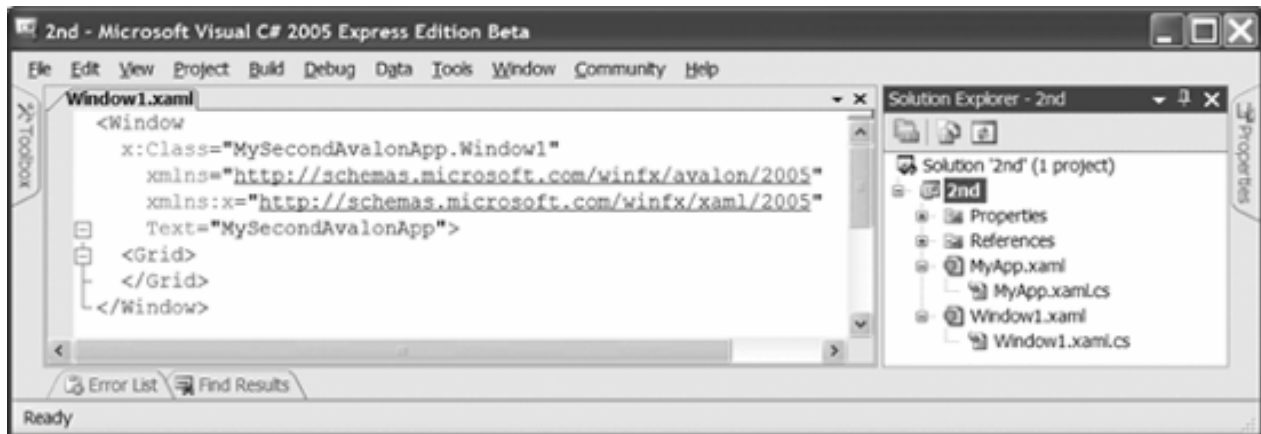 2nd - Microsoft Visual C# 2005 Express Edition Beta
File Edit View Project Build Debug Data Tools Window Community Help
Toolbox
Window1.xaml
<Window
x:Class="MySecondAvalonApp.Window1"
xmlns="http://schemas.microsoft.com/winfx/avalon/2005"
xmlns:x="http://schemas.microsoft.com/winfx/xaml/2005"
Text="MySecondAvalonApp">
<Grid>
</Grid>
</Window>
Solution Explorer - 2nd
Solution '2nd' (1 project)
2nd
Properties
References
MyApp.xaml
MyApp.xaml.cs
Window1.xaml
Window1.xaml.cs
Properties
Error List Find Results
Ready